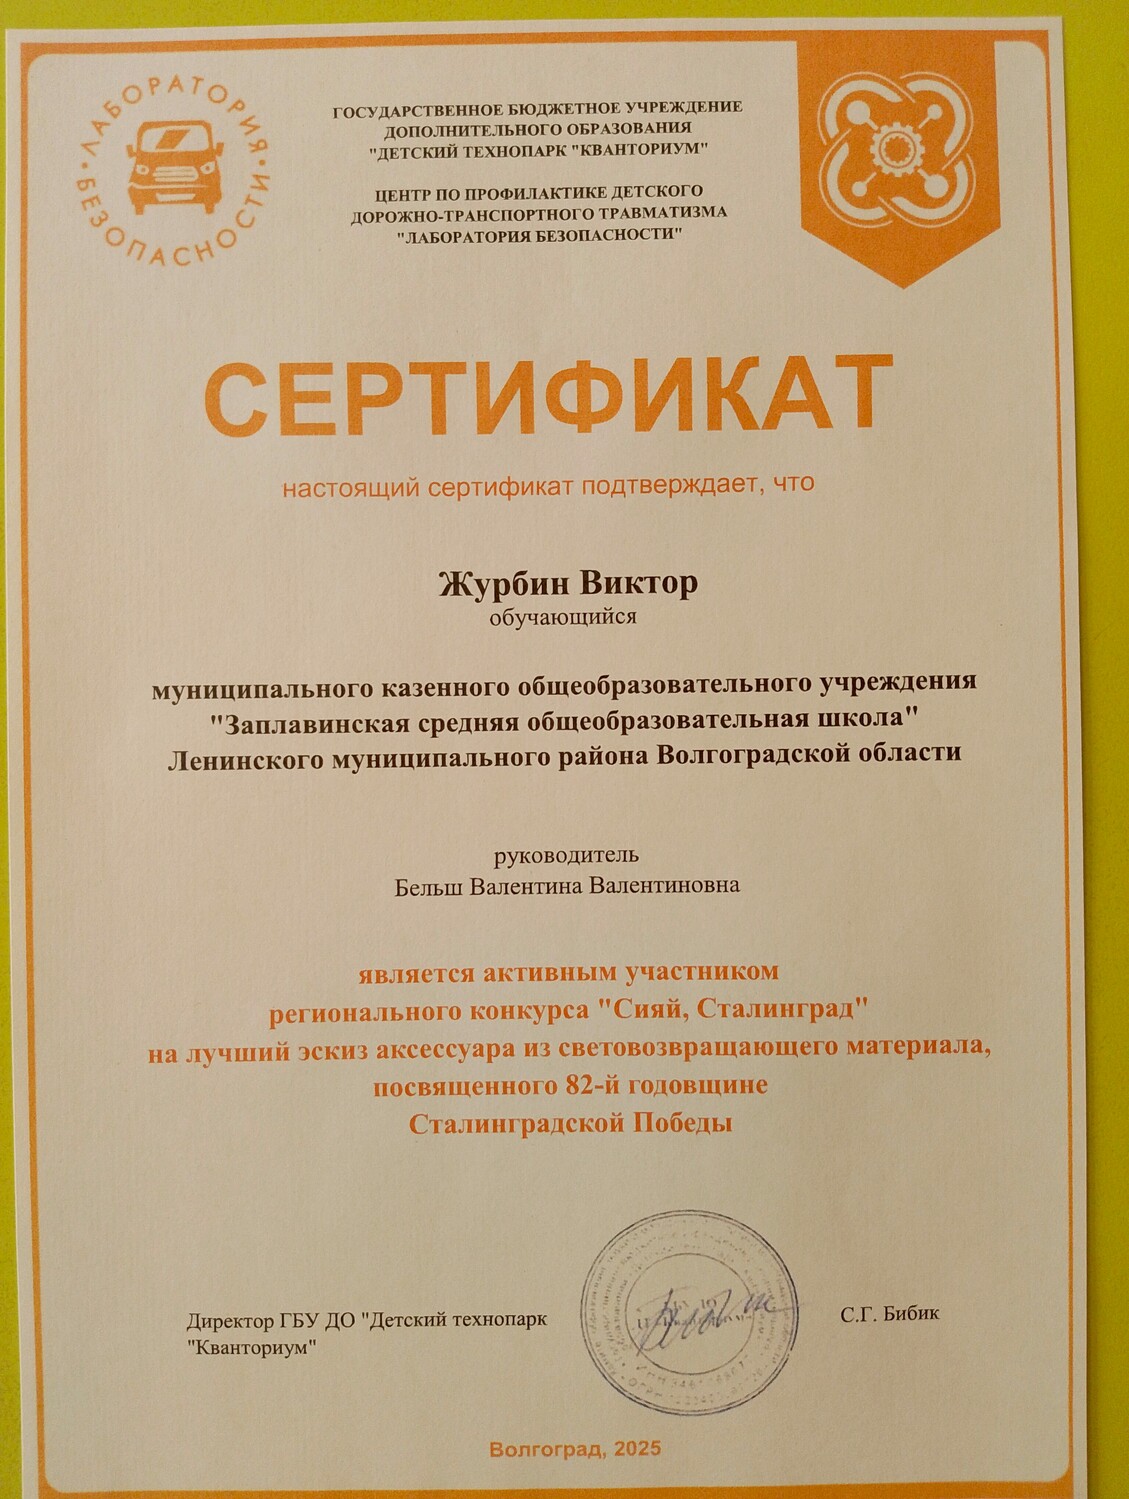 ЛАБОРАТОРИЯ
БЕЗОПАСНОСТИ
ГОСУДАРСТВЕННОЕ БЮДЖЕТНОЕ УЧРЕЖДЕНИЕ
ДОПОЛНИТЕЛЬНОГО ОБРАЗОВАНИЯ
"ДЕТСКИЙ ТЕХНОПАРК "КВАНТОРИУМ"
ЦЕНТР ПО ПРОФИЛАКТИКЕ ДЕТСКОГО
ДОРОЖНО-ТРАНСПОРТНОГО ТРАВМАТИЗМА
"ЛАБОРАТОРИЯ БЕЗОПАСНОСТИ"
СЕРТИФИКАТ
настоящий сертификат подтверждает, что
Журбин Виктор
обучающийся
муниципального казенного общеобразовательного учреждения
"Заплавинская средняя общеобразовательная школа"
Ленинского муниципального района Волгоградской области
руководитель
Бельш Валентина Валентиновна
является активным участником
регионального конкурса "Сияй, Сталинград"
на лучший эскиз аксессуара из световозвращающего материала,
посвященного 82-й годовщине
Сталинградской Победы
Директор ГБУ ДО "Детский технопарк
"Кванториум"
С.Г. Бибик
Волгоград, 2025